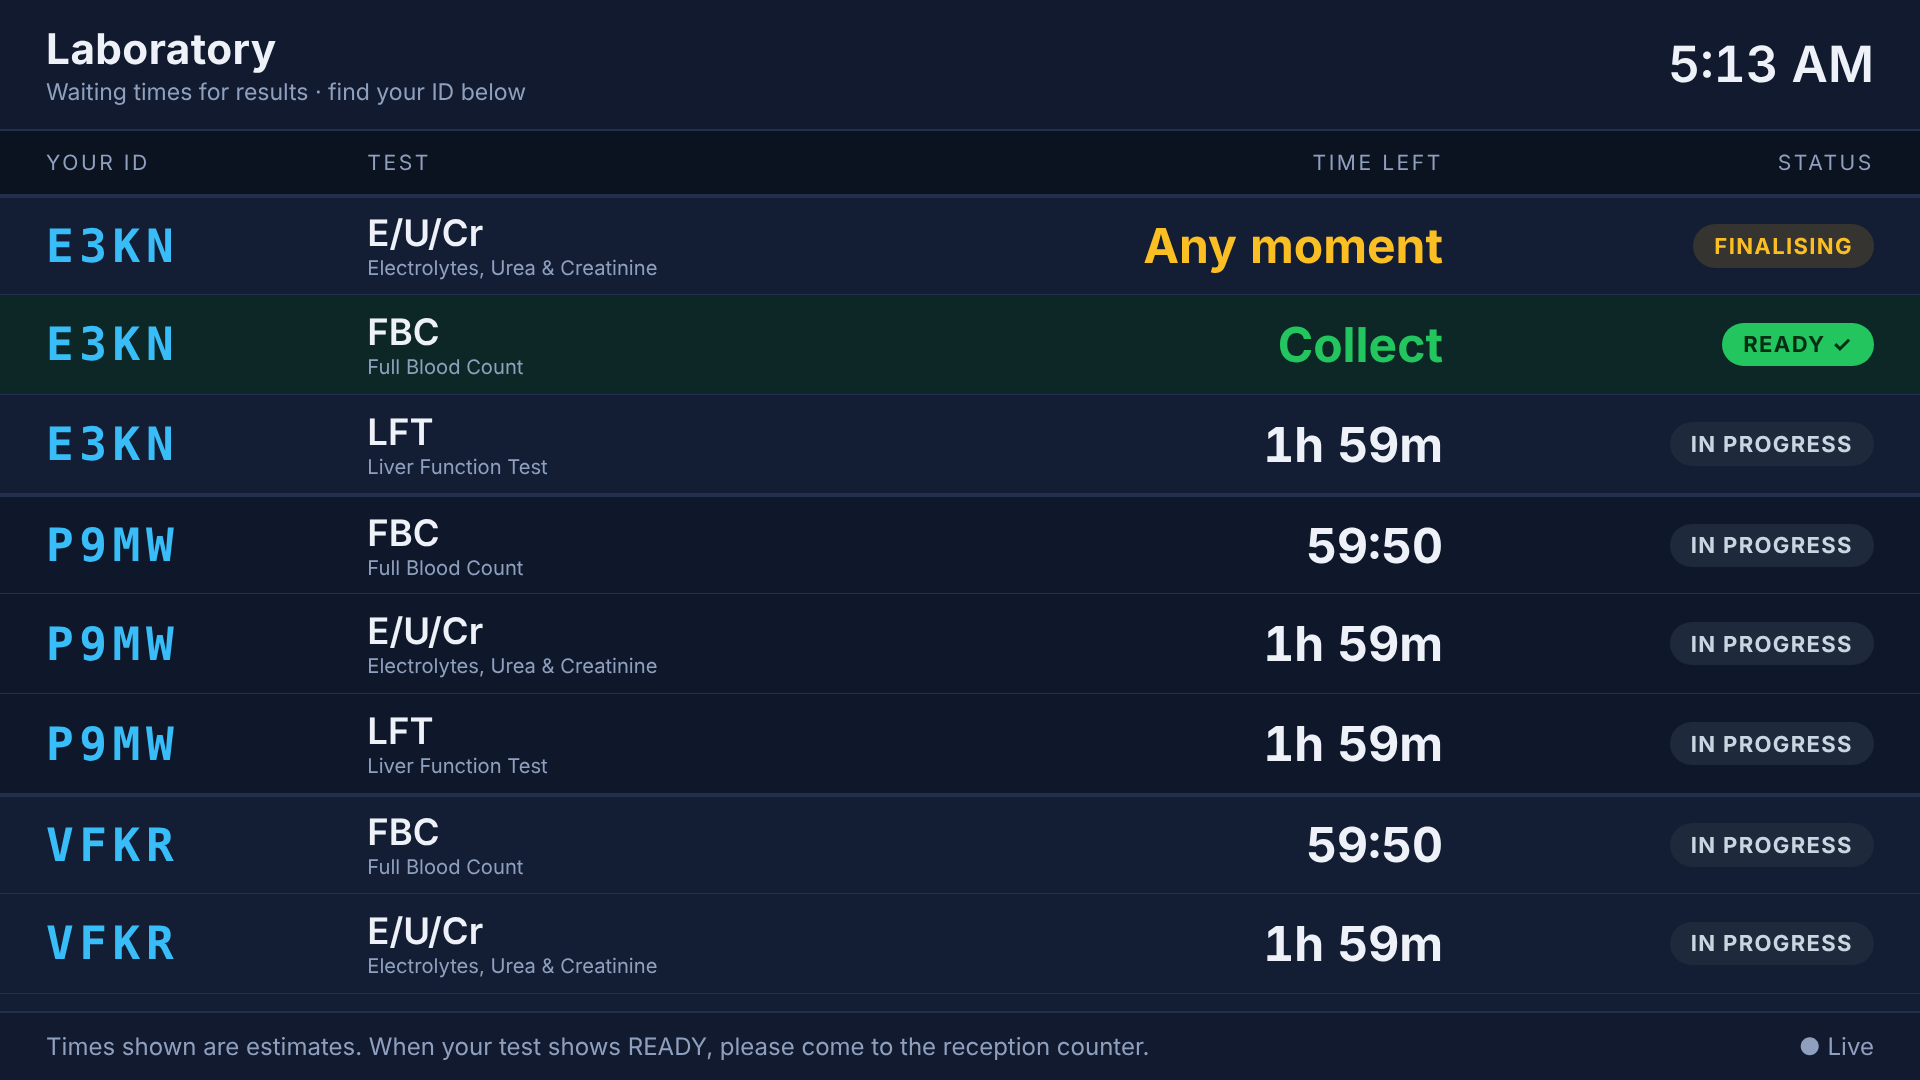 Laboratory
Waiting times for results · find your ID below
5:13 AM
YOUR ID TEST TIME LEFT STATUS
E3KN E/U/Cr Any moment FINALISING
Electrolytes, Urea & Creatinine
E3KN FBC Collect READY ✓
Full Blood Count
E3KN LFT 1h 59m IN PROGRESS
Liver Function Test
P9MW FBC 59:50 IN PROGRESS
Full Blood Count
P9MW E/U/Cr 1h 59m IN PROGRESS
Electrolytes, Urea & Creatinine
P9MW LFT 1h 59m IN PROGRESS
Liver Function Test
VFKR FBC 59:50 IN PROGRESS
Full Blood Count
VFKR E/U/Cr 1h 59m IN PROGRESS
Electrolytes, Urea & Creatinine
Times shown are estimates. When your test shows READY, please come to the reception counter.
Live